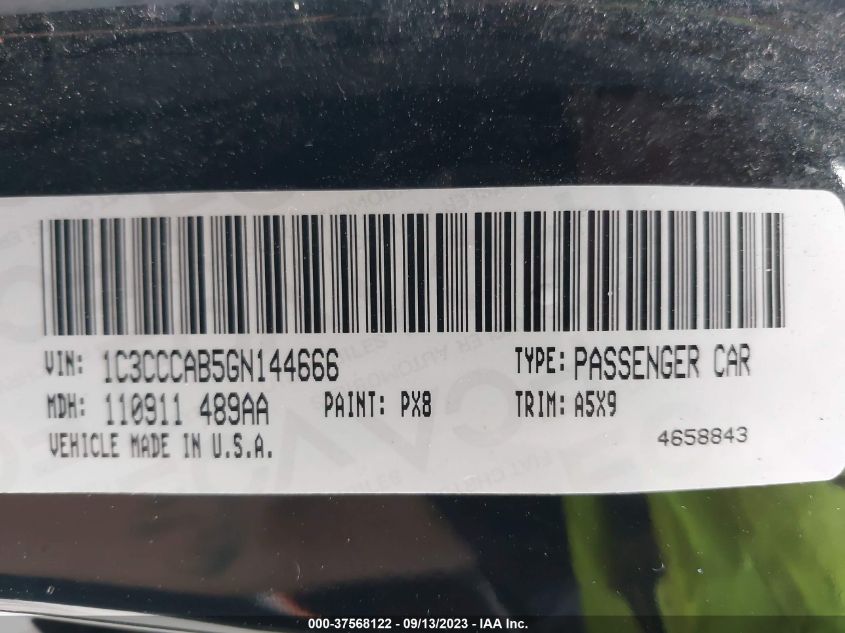 VIN: 1C3CCCAB5GN144666 TYPE: PASSENGER CAR
MDH: 110911 489AA PAINT: PX8 TRIM: A5X9
VEHICLE MADE IN U.S.A. 4658843
000-37568122 - 09/13/2023 - IAA Inc.